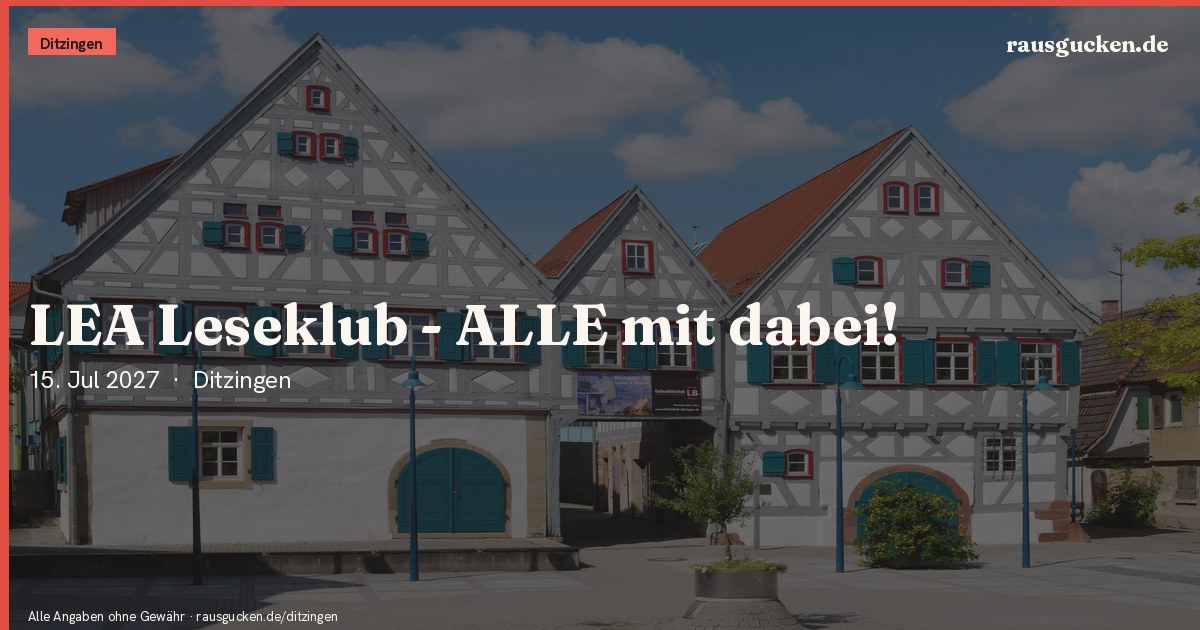 Ditzingen
rausgucken.de
LEA Leseklub - ALLE mit dabei!
15. Jul 2027 · Ditzingen
LB
Alle Angaben ohne Gewähr · rausgucken.de/ditzingen